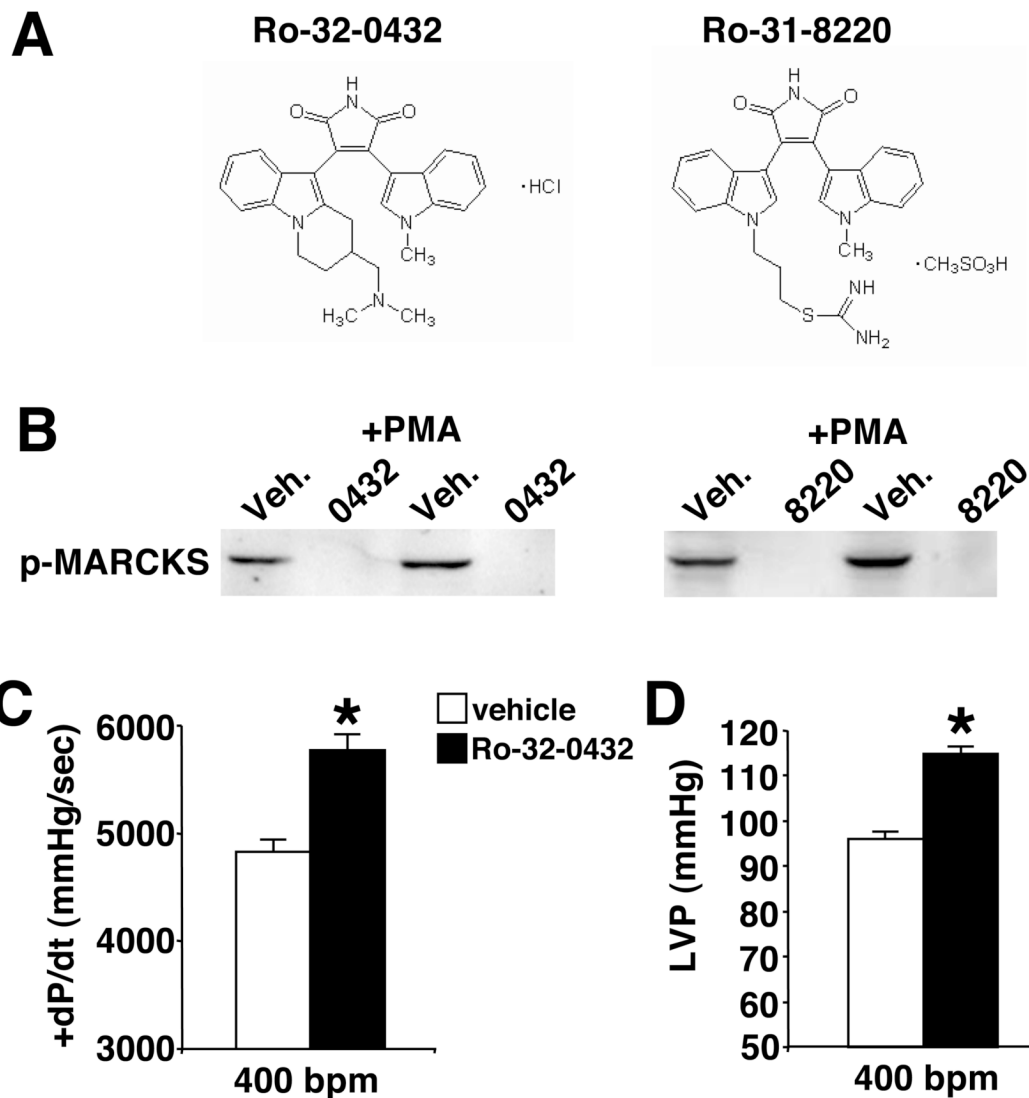 A
Ro-32-0432
Ro-31-8220
H
N
O
O
N
N
CH3
N
H3C
CH3
·HCl
H
N
O
O
N
N
CH3
S
NH
NH2
·CH3SO3H
B
+PMA
+PMA
Veh.
0432
Veh.
0432
Veh.
8220
Veh.
8220
p-MARCKS
C
+dP/dt (mmHg/sec)
6000
5000
4000
3000
*
400 bpm
vehicle
Ro-32-0432
D
LVP (mmHg)
120
110
100
90
80
70
60
50
*
400 bpm